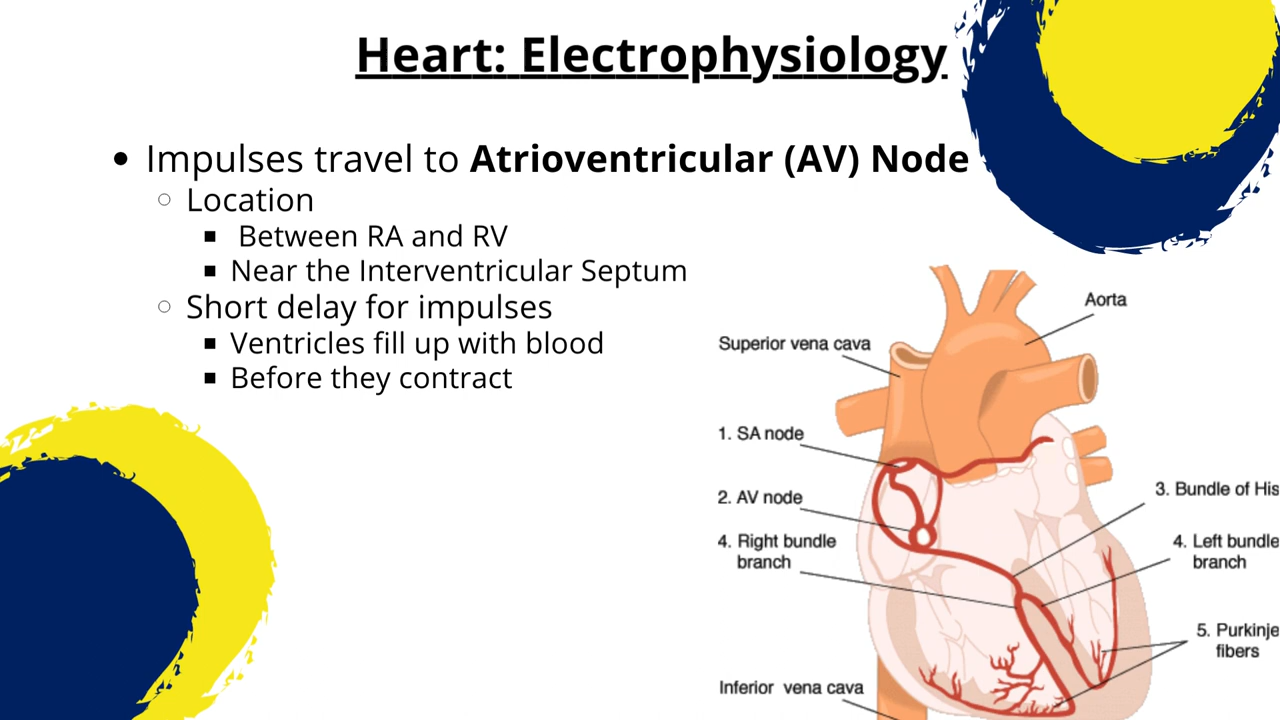 Heart: Electrophysiology
Impulses travel to Atrioventricular (AV) Node
Location
Between RA and RV
Near the Interventricular Septum
Short delay for impulses
Ventricles fill up with blood
Before they contract
Aorta
Superior vena cava
1. SA node
2. AV node
3. Bundle of His
4. Right bundle
branch
4. Left bundle
branch
5. Purkinje
fibers
Inferior vena cava